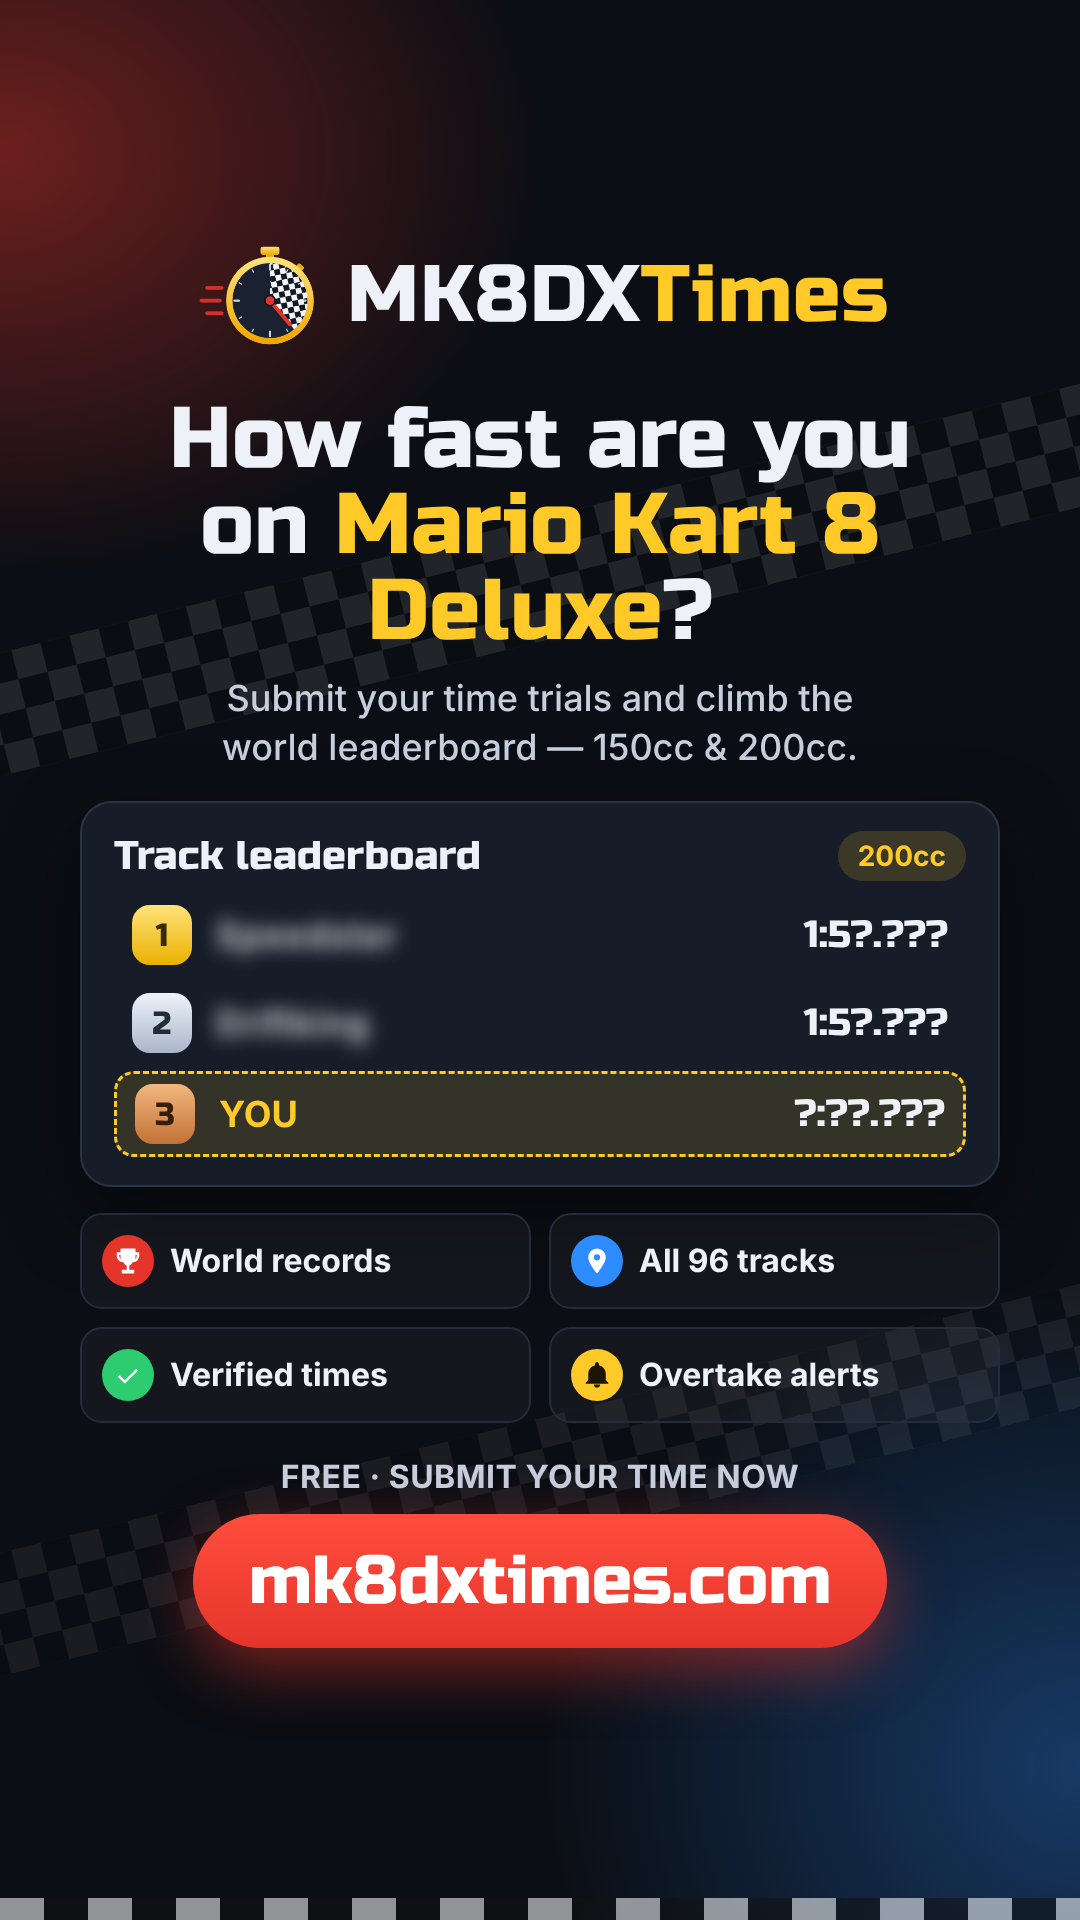 MK8DXTimes
How fast are you
on Mario Kart 8
Deluxe?
Submit your time trials and climb the
world leaderboard — 150cc & 200cc.
Track leaderboard
200cc
1
1:5?.???
2
1:5?.???
3 YOU ?:??.???
World records
All 96 tracks
Verified times
Overtake alerts
FREE · SUBMIT YOUR TIME NOW
mk8dxtimes.com